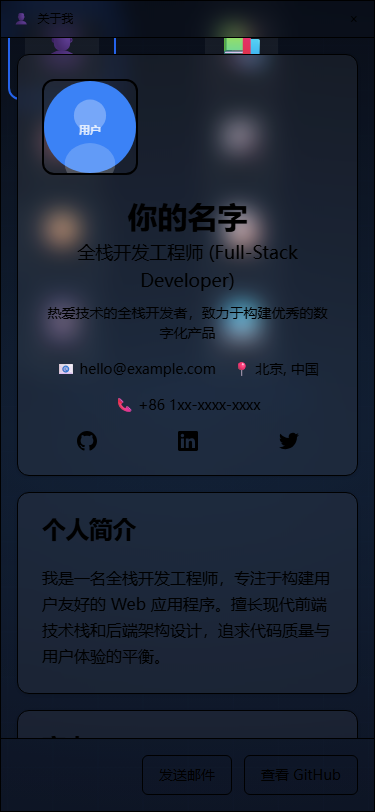 关于我
×
用户
你的名字
全栈开发工程师 (Full-Stack
Developer)
热爱技术的全栈开发者，致力于构建优秀的数
字化产品
hello@example.com 北京, 中国
+86 1xx-xxxx-xxxx
in
个人简介
我是一名全栈开发工程师，专注于构建用
户友好的 Web 应用程序。擅长现代前端
技术栈和后端架构设计，追求代码质量与
用户体验的平衡。
发送邮件 查看 GitHub